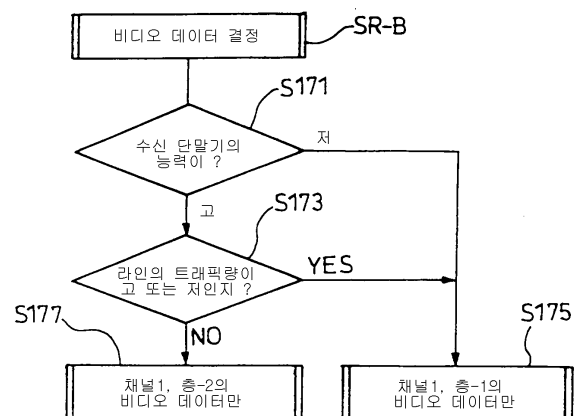 비디오 데이터 결정
SR-B
S171
수신 단말기의
능력이 ?
저
고
S173
라인의 트래픽량이
고 또는 저인지 ?
YES
S177
NO
S175
채널1, 층-2의
비디오 데이터만
채널1, 층-1의
비디오 데이터만